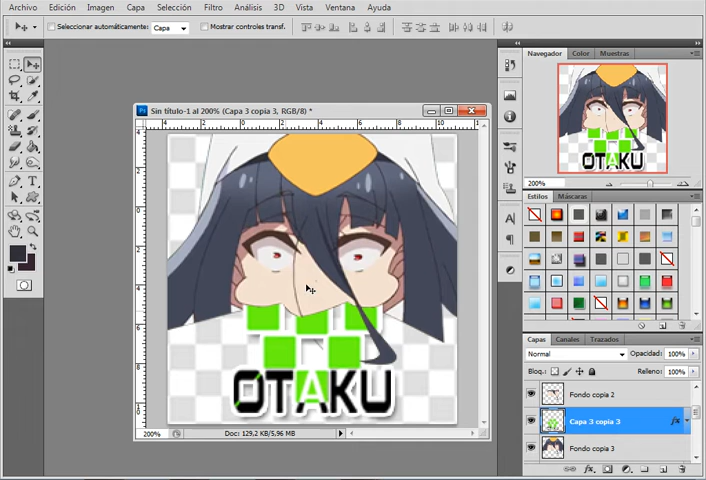 Archivo Edición Imagen Capa Selección Filtro Análisis 3D Vista Ventana Ayuda
Seleccionar automáticamente: Capa Mostrar controles transf.
Navegador Color Muestras
Ps Sin título-1 al 200% (Capa 3 copia 3, RGB/8) *
OTAKU
200%
Estilos Máscaras
OTAKU
200% Doc: 129,2 KB/5,96 MB
Capas Canales Trazados
Normal Opacidad: 100%
Bloq.: Relleno: 100%
Fondo copia 2
Capa 3 copia 3 fx
Fondo copia 3